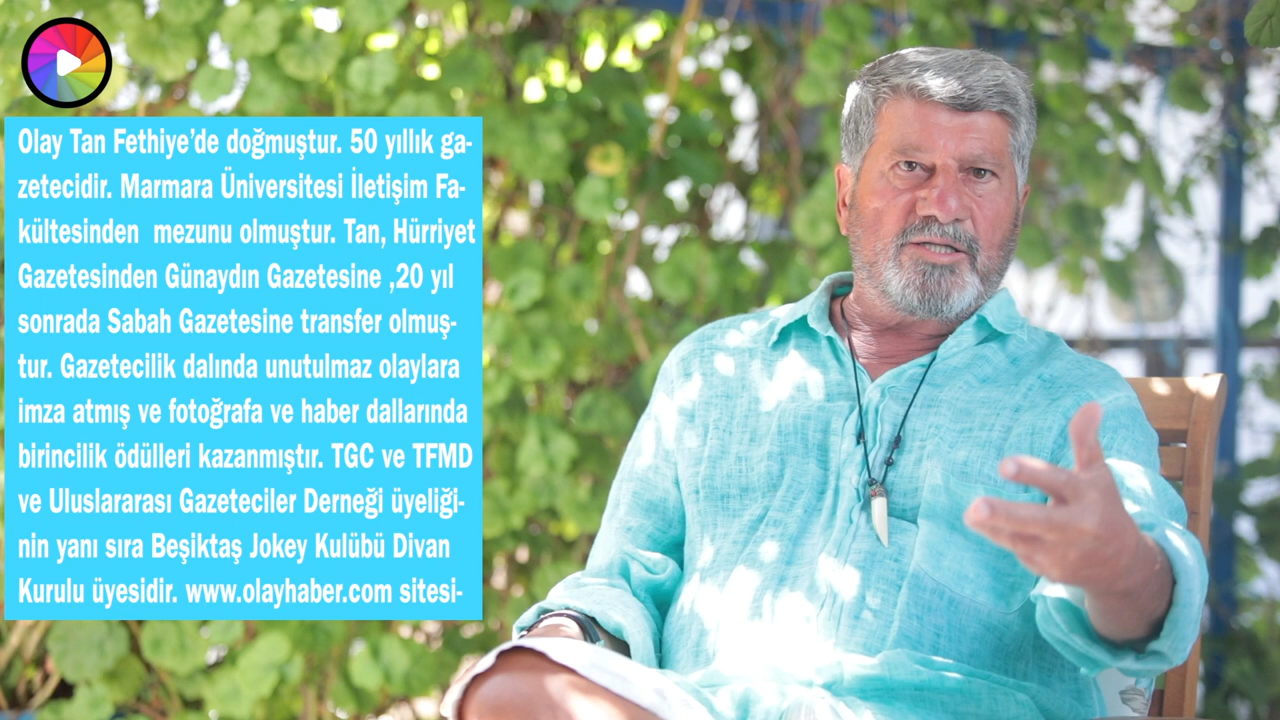 Olay Tan Fethiye’de doğmuştur. 50 yıllık ga-
zetecidir. Marmara Üniversitesi İletişim Fa-
kültesinden mezunu olmuştur. Tan, Hürriyet
Gazetesinden Günaydın Gazetesine ,20 yıl
sonrada Sabah Gazetesine transfer olmuş-
tur. Gazetecilik dalında unutulmaz olaylara
imza atmış ve fotoğrafa ve haber dallarında
birincilik ödülleri kazanmıştır. TGC ve TFMD
ve Uluslararası Gazeteciler Derneği üyeliği-
nin yanı sıra Beşiktaş Jokey Kulübü Divan
Kurulu üyesidir. www.olayhaber.com sitesi-